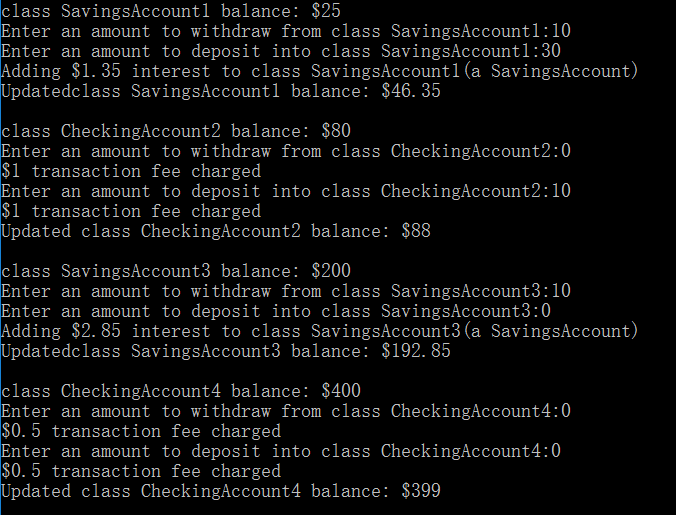 class SavingsAccount1 balance: $25
Enter an amount to withdraw from class SavingsAccount1:10
Enter an amount to deposit into class SavingsAccount1:30
Adding $1.35 interest to class SavingsAccount1(a SavingsAccount)
Updatedclass SavingsAccount1 balance: $46.35
class CheckingAccount2 balance: $80
Enter an amount to withdraw from class CheckingAccount2:0
$1 transaction fee charged
Enter an amount to deposit into class CheckingAccount2:10
$1 transaction fee charged
Updated class CheckingAccount2 balance: $88
class SavingsAccount3 balance: $200
Enter an amount to withdraw from class SavingsAccount3:10
Enter an amount to deposit into class SavingsAccount3:0
Adding $2.85 interest to class SavingsAccount3(a SavingsAccount)
Updatedclass SavingsAccount3 balance: $192.85
class CheckingAccount4 balance: $400
Enter an amount to withdraw from class CheckingAccount4:0
$0.5 transaction fee charged
Enter an amount to deposit into class CheckingAccount4:0
$0.5 transaction fee charged
Updated class CheckingAccount4 balance: $399